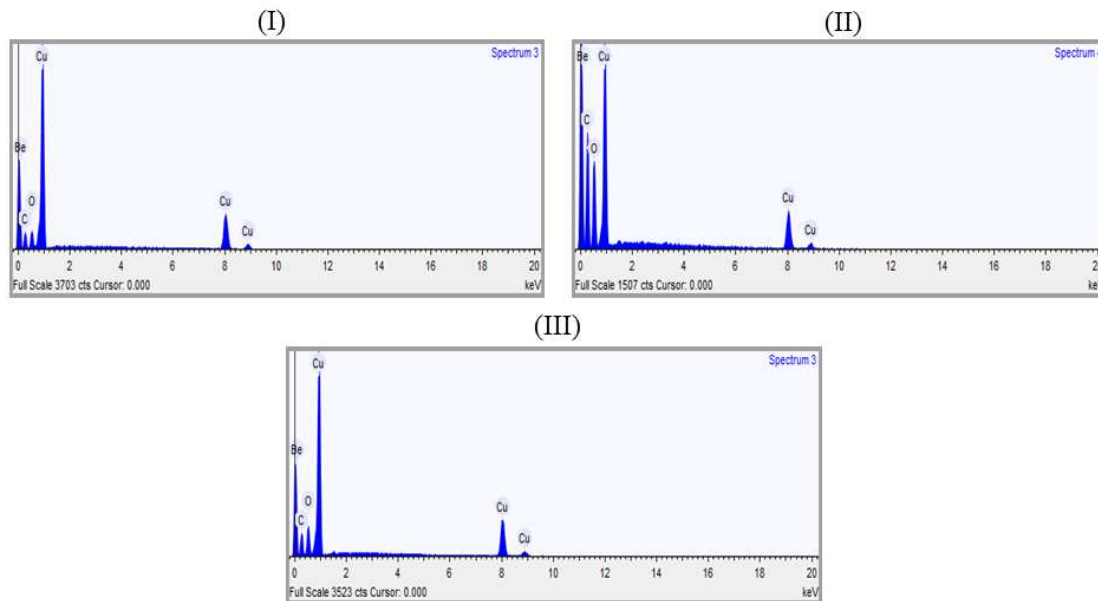 (I)
(II)
Spectrum 3
Cu
Be
C
O
Cu
Cu
0 2 4 6 8 10 12 14 16 18 20
Full Scale 3703 cts Cursor: 0.000 keV
Spectrum
Be
Cu
C
O
Cu
Cu
0 2 4 6 8 10 12 14 16 18 20
Full Scale 1507 cts Cursor: 0.000 keV
(III)
Spectrum 3
Cu
Be
O
C
Cu
Cu
0 2 4 6 8 10 12 14 16 18 20
Full Scale 3523 cts Cursor: 0.000 keV